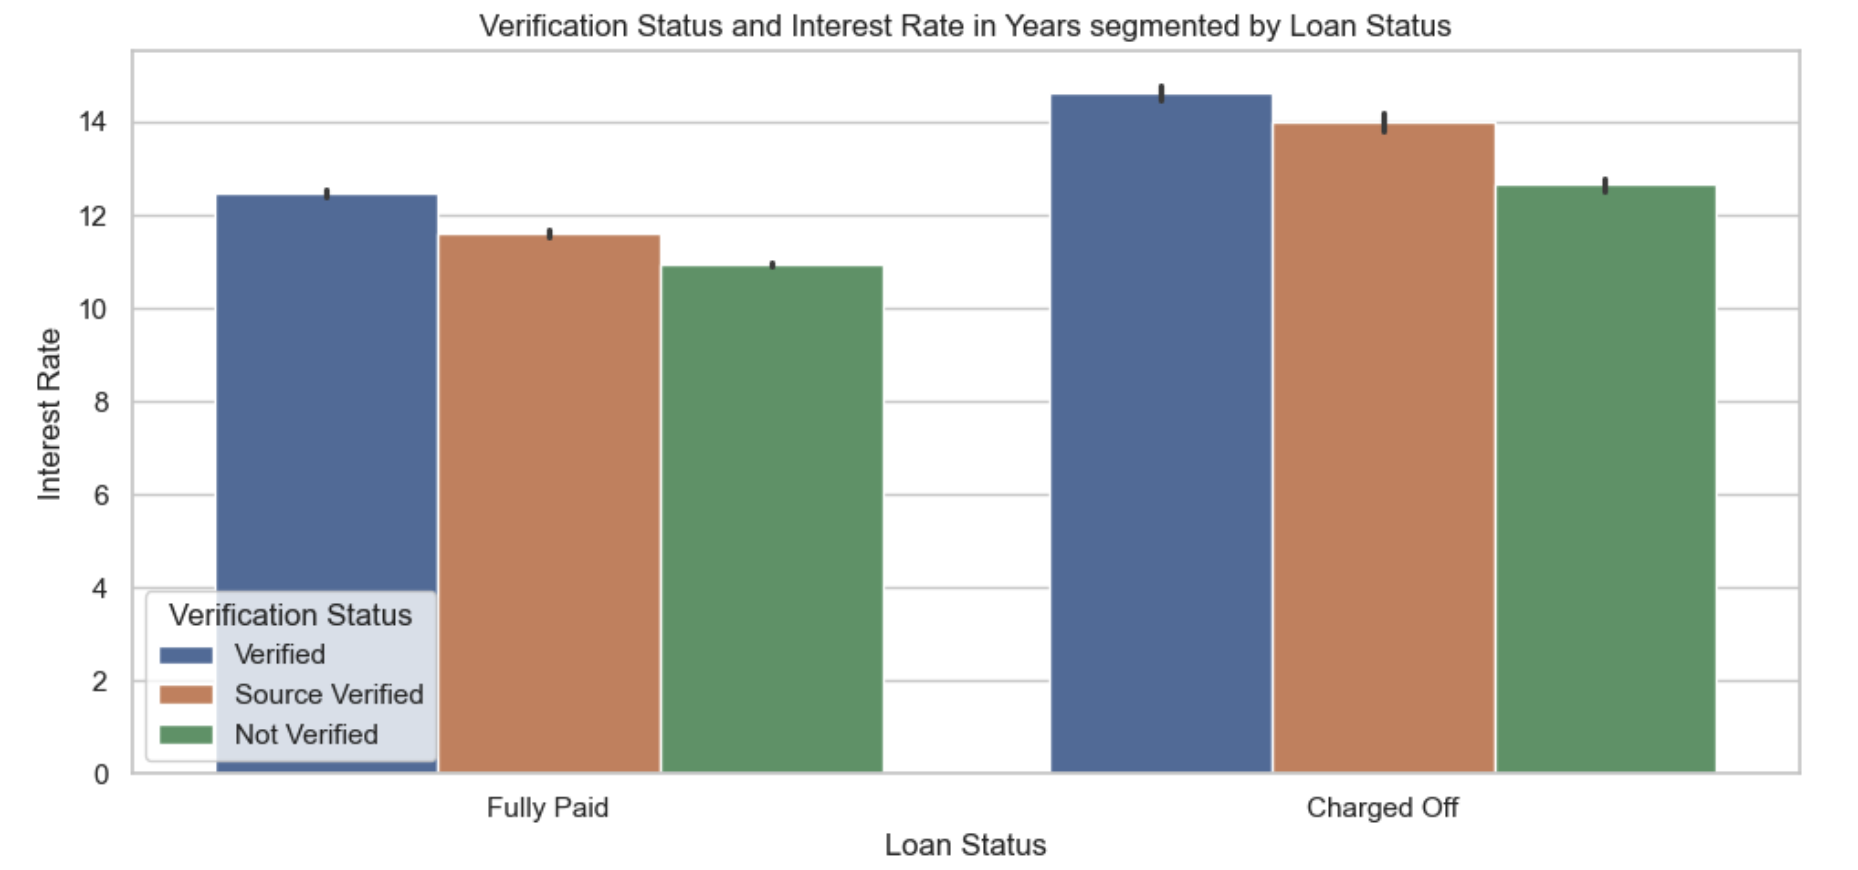 Verification Status and Interest Rate in Years segmented by Loan Status
Interest Rate
14
12
10
8
6
4
2
0
Verification Status
Verified
Source Verified
Not Verified
Fully Paid
Charged Off
Loan Status